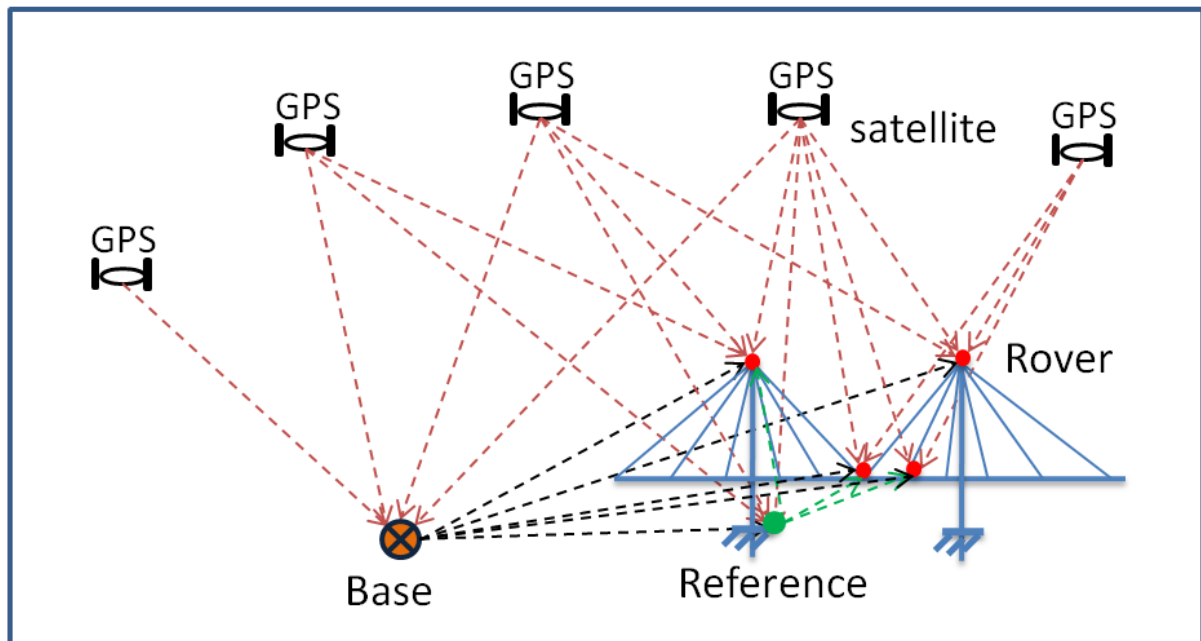 GPS
GPS
GPS
GPS
satellite
GPS
Rover
Base
Reference